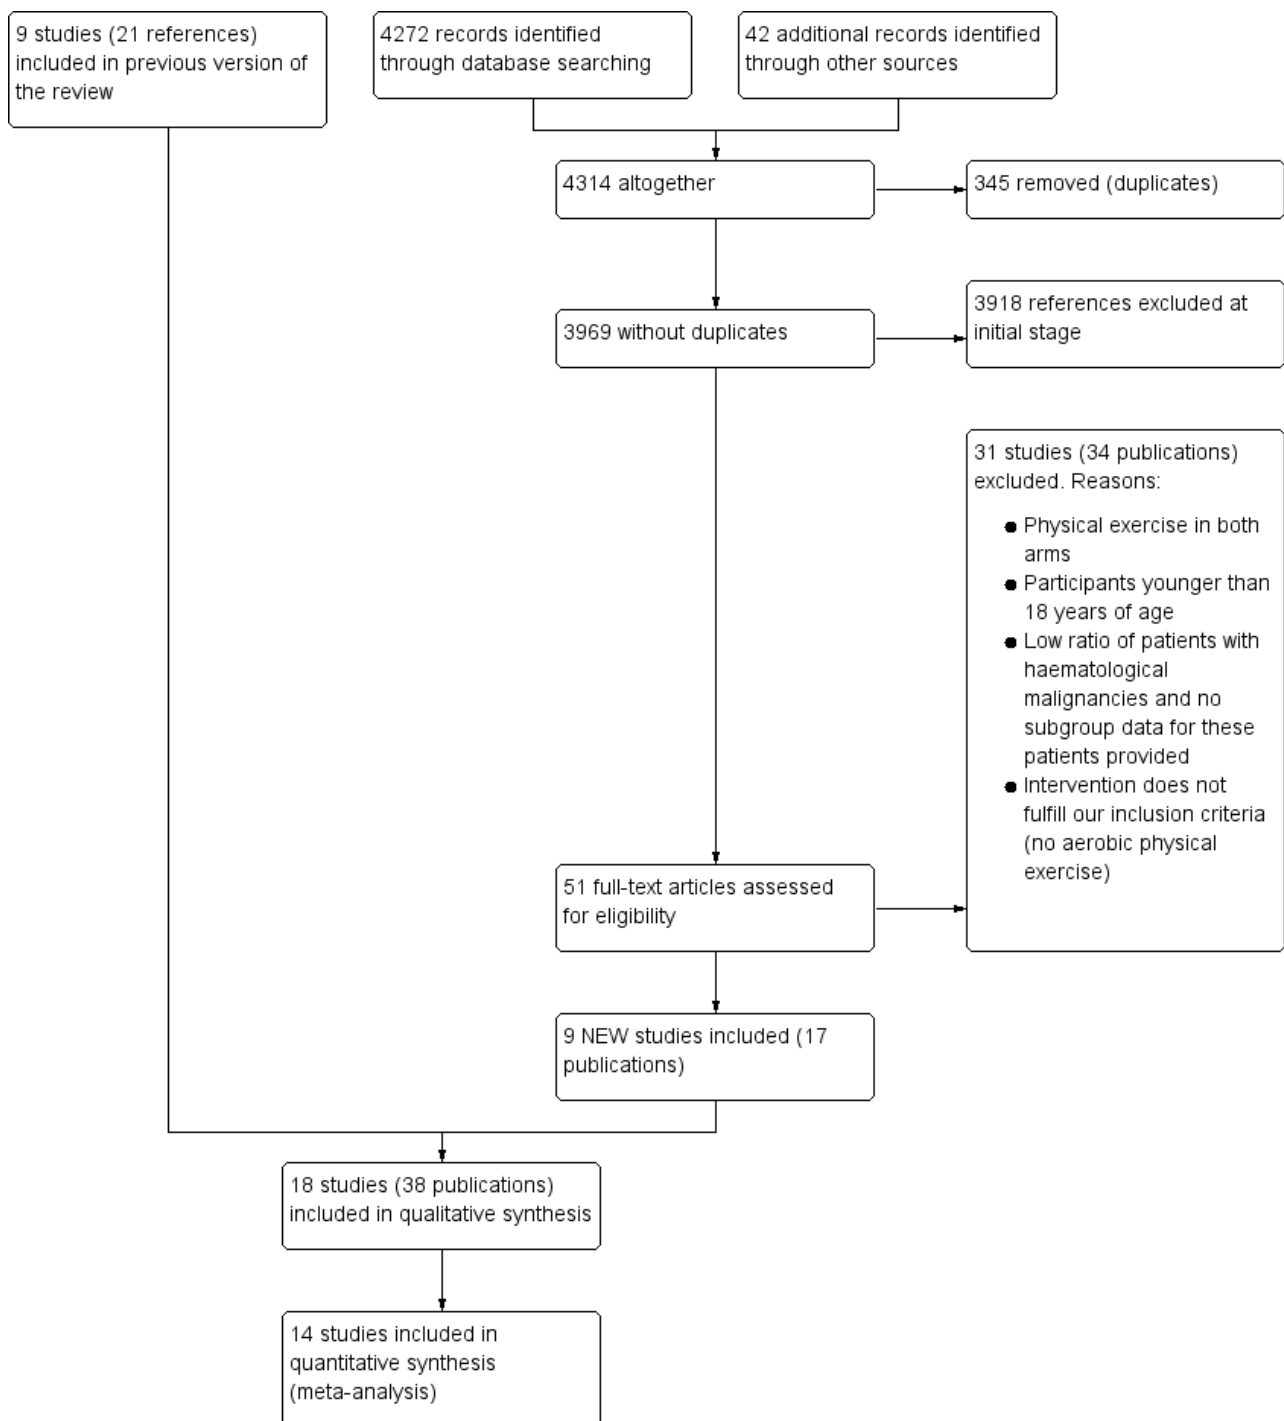 9 studies (21 references)
included in previous version of
the review
4272 records identified
through database searching
42 additional records identified
through other sources
4314 altogether
345 removed (duplicates)
3969 without duplicates
3918 references excluded at
initial stage
31 studies (34 publications)
excluded. Reasons:
● Physical exercise in both
arms
● Participants younger than
18 years of age
● Low ratio of patients with
haematological
malignancies and no
subgroup data for these
patients provided
● Intervention does not
fulfill our inclusion criteria
(no aerobic physical
exercise)
51 full-text articles assessed
for eligibility
9 NEW studies included (17
publications)
18 studies (38 publications)
included in qualitative synthesis
14 studies included in
quantitative synthesis
(meta-analysis)